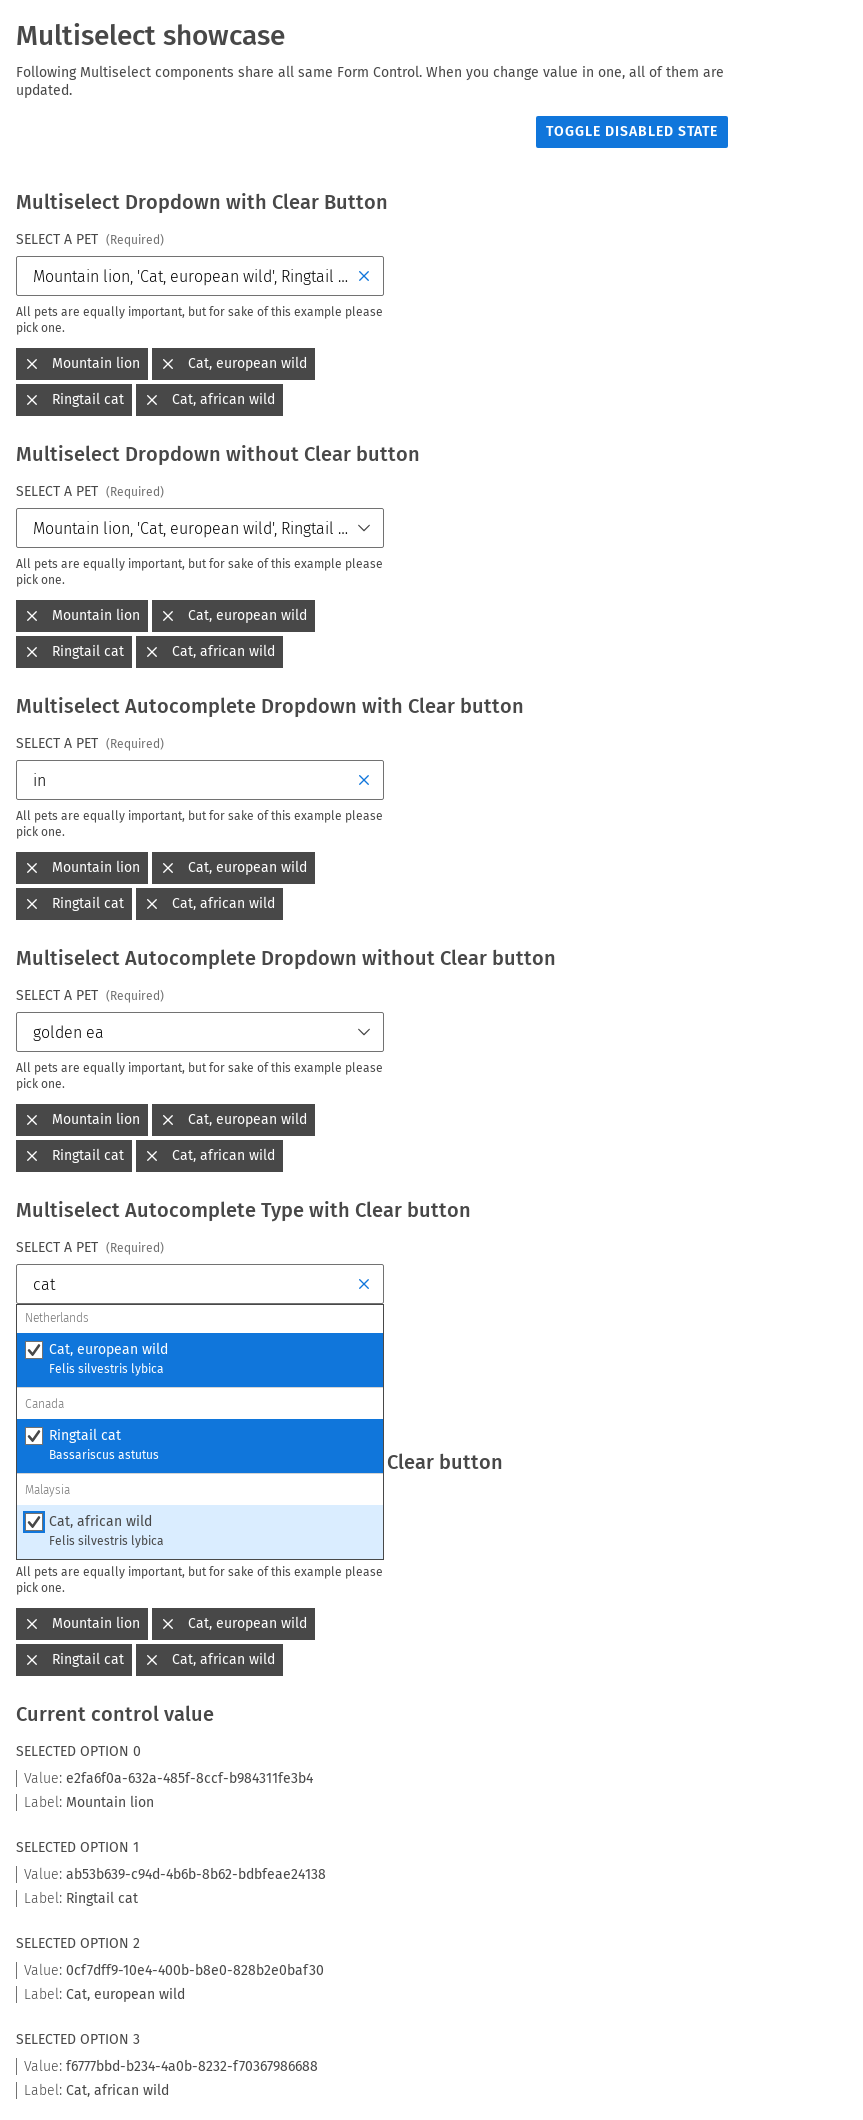 Multiselect showcase
Following Multiselect components share all same Form Control. When you change value in one, all of them are
updated.
TOGGLE DISABLED STATE
Multiselect Dropdown with Clear Button
SELECT A PET (Required)
Mountain lion, 'Cat, european wild', Ringtail ...
All pets are equally important, but for sake of this example please
pick one.
Mountain lion Cat, european wild
Ringtail cat Cat, african wild
Multiselect Dropdown without Clear button
SELECT A PET (Required)
Mountain lion, 'Cat, european wild', Ringtail ...
All pets are equally important, but for sake of this example please
pick one.
Mountain lion Cat, european wild
Ringtail cat Cat, african wild
Multiselect Autocomplete Dropdown with Clear button
SELECT A PET (Required)
in
All pets are equally important, but for sake of this example please
pick one.
Mountain lion Cat, european wild
Ringtail cat Cat, african wild
Multiselect Autocomplete Dropdown without Clear button
SELECT A PET (Required)
golden ea
All pets are equally important, but for sake of this example please
pick one.
Mountain lion Cat, european wild
Ringtail cat Cat, african wild
Multiselect Autocomplete Type with Clear button
SELECT A PET (Required)
cat
Netherlands
Cat, european wild
Felis silvestris lybica
Canada
Ringtail cat
Bassariscus astutus
Clear button
Malaysia
Cat, african wild
Felis silvestris lybica
All pets are equally important, but for sake of this example please
pick one.
Mountain lion Cat, european wild
Ringtail cat Cat, african wild
Current control value
SELECTED OPTION 0
Value: e2fa6f0a-632a-485f-8ccf-b984311fe3b4
Label: Mountain lion
SELECTED OPTION 1
Value: ab53b639-c94d-4b6b-8b62-bdbfeae24138
Label: Ringtail cat
SELECTED OPTION 2
Value: 0cf7dff9-10e4-400b-b8e0-828b2e0baf30
Label: Cat, european wild
SELECTED OPTION 3
Value: f6777bbd-b234-4a0b-8232-f70367986688
Label: Cat, african wild